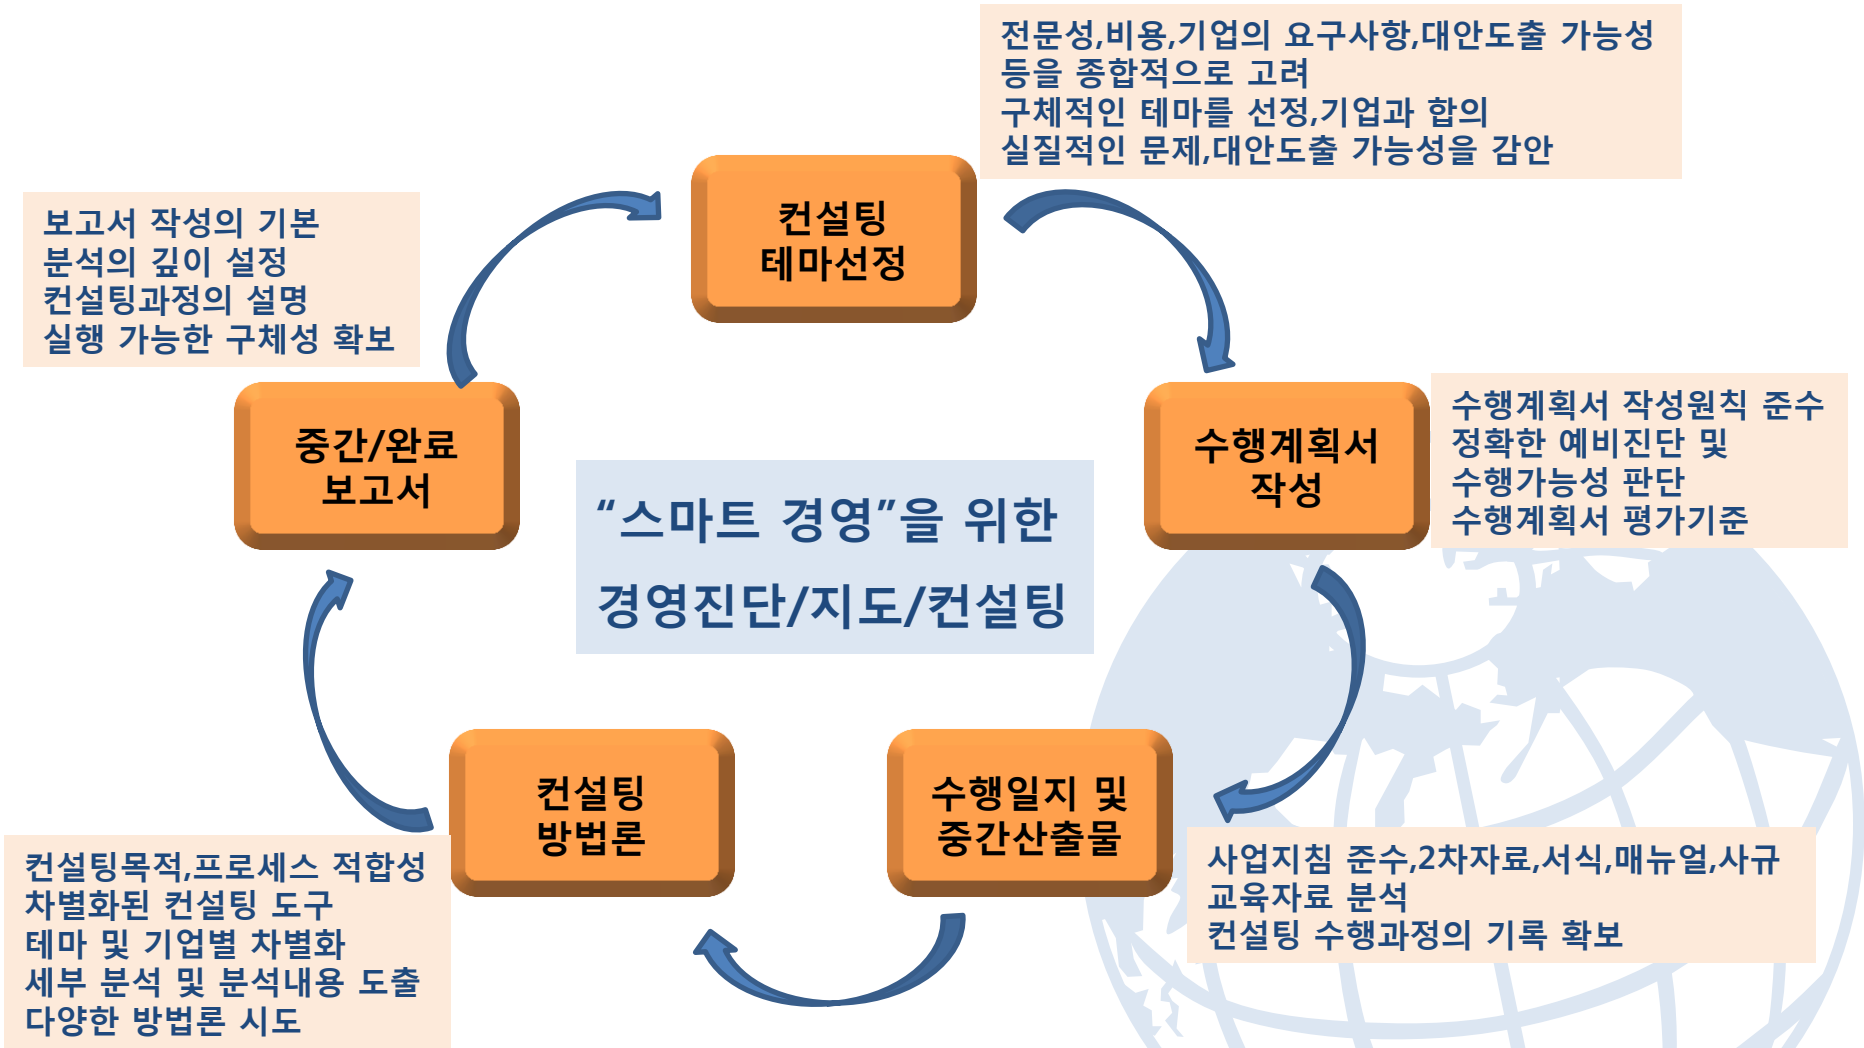 전문성,비용,기업의 요구사항,대안도출 가능성
등을 종합적으로 고려
구체적인 테마를 선정,기업과 합의
실질적인 문제,대안도출 가능성을 감안
컨설팅
테마선정
보고서 작성의 기본
분석의 깊이 설정
컨설팅과정의 설명
실행 가능한 구체성 확보
중간/완료
보고서
수행계획서
작성
수행계획서 작성원칙 준수
정확한 예비진단 및
수행가능성 판단
수행계획서 평가기준
“스마트 경영”을 위한
경영진단/지도/컨설팅
컨설팅
방법론
수행일지 및
중간산출물
컨설팅목적,프로세스 적합성
차별화된 컨설팅 도구
테마 및 기업별 차별화
세부 분석 및 분석내용 도출
다양한 방법론 시도
사업지침 준수,2차자료,서식,매뉴얼,사규
교육자료 분석
컨설팅 수행과정의 기록 확보